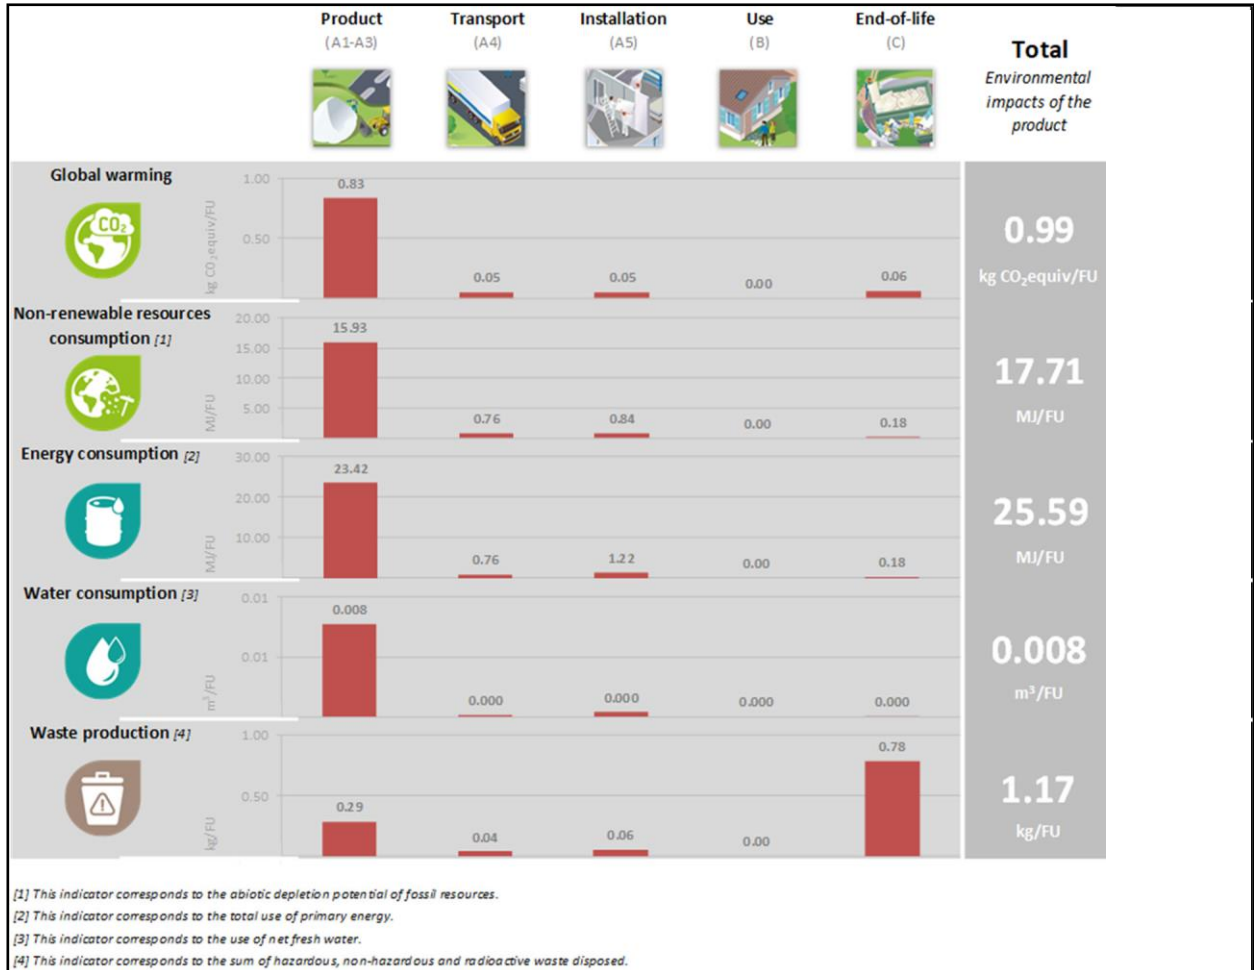 Product
(A1-A3)
Transport
(A4)
Installation
(A5)
Use
(B)
End-of-life
(C)
Total
Environmental
impacts of the
product
Global warming
CO₂
kg CO₂equiv/FU
1.00
0.50
0.83
0.05
0.05
0.00
0.06
0.99
kg CO₂equiv/FU
Non-renewable resources
consumption [1]
MJ/FU
20.00
15.00
10.00
5.00
15.93
0.76
0.84
0.00
0.18
17.71
MJ/FU
Energy consumption [2]
MJ/FU
30.00
20.00
10.00
23.42
0.76
1.22
0.00
0.18
25.59
MJ/FU
Water consumption [3]
m³/FU
0.01
0.01
0.008
0.000
0.000
0.000
0.000
0.008
m³/FU
Waste production [4]
kg/FU
1.00
0.50
0.29
0.04
0.06
0.00
0.78
1.17
kg/FU
[1] This indicator corresponds to the abiotic depletion potential of fossil resources.
[2] This indicator corresponds to the total use of primary energy.
[3] This indicator corresponds to the use of net fresh water.
[4] This indicator corresponds to the sum of hazardous, non-hazardous and radioactive waste disposed.